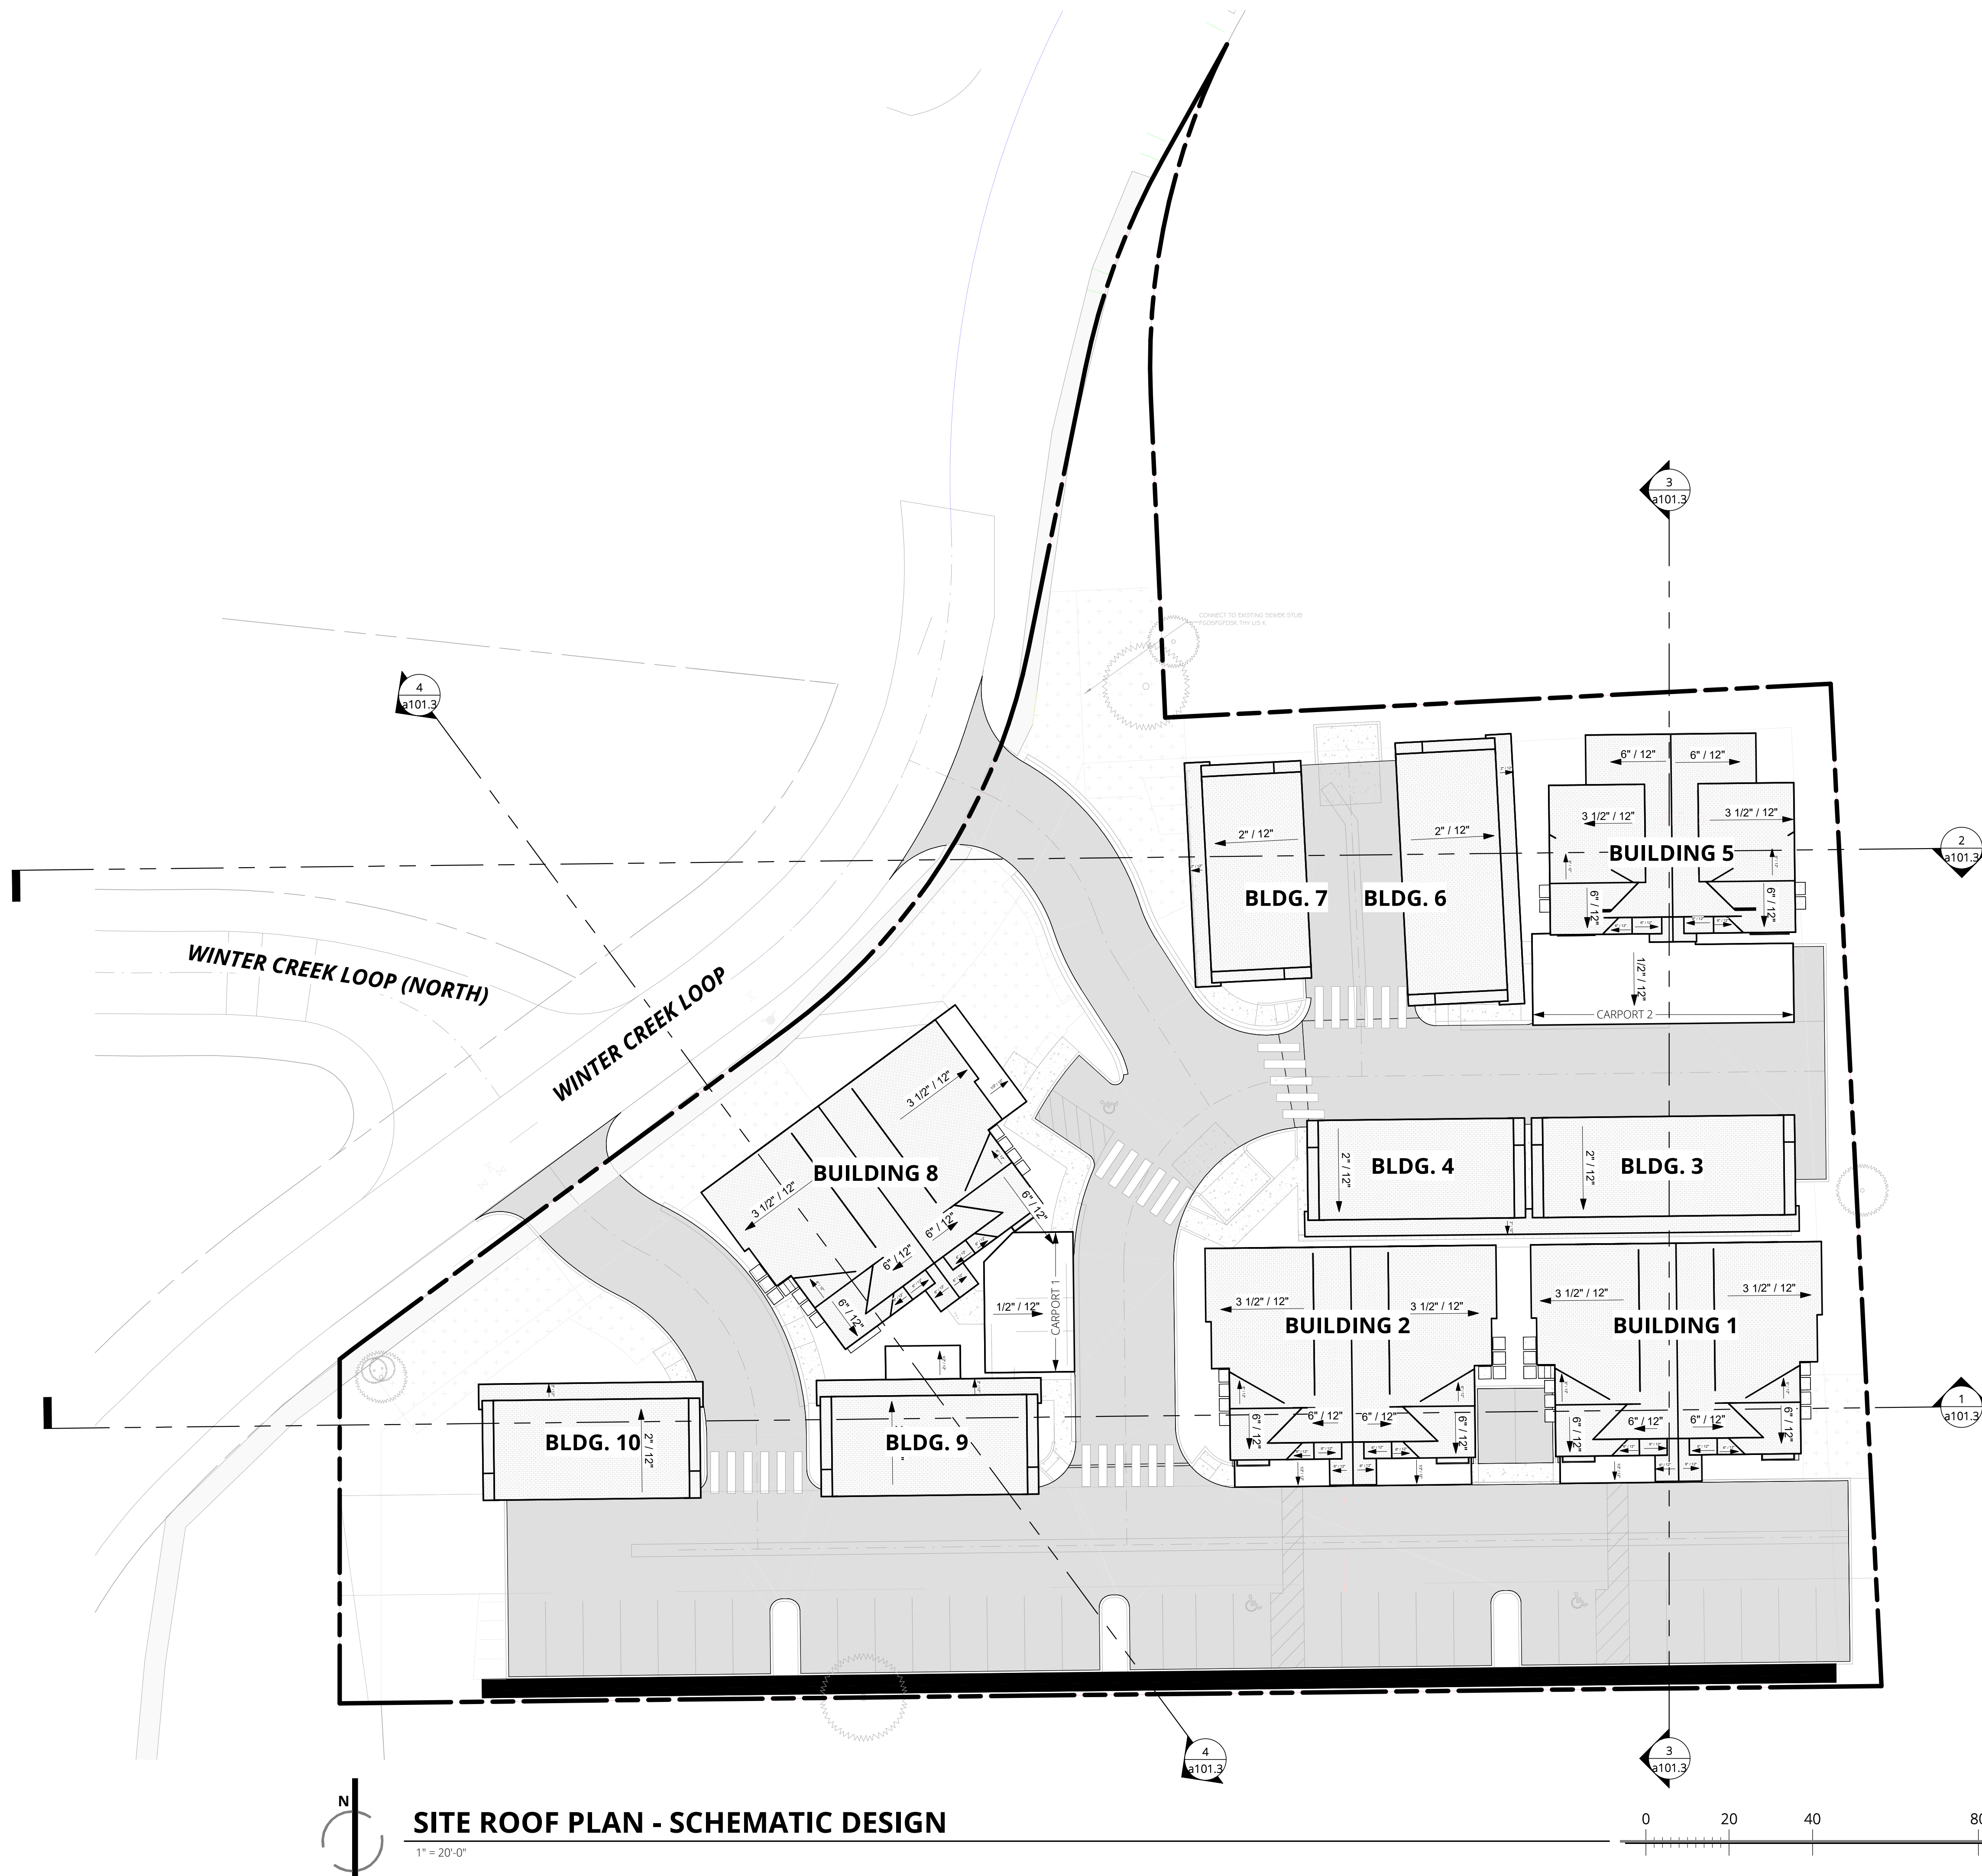 CONNECT TO EXISTING SEWER STUB
3
a101.3
4
a101.3
6" / 12"
6" / 12"
3 1/2" / 12"
3 1/2" / 12"
2" / 12"
2" / 12"
BUILDING 5
2
a101.3
BLDG. 7
BLDG. 6
6" / 12"
6" / 12"
WINTER CREEK LOOP (NORTH)
WINTER CREEK LOOP
1/2" / 12"
CARPORT 2
3 1/2" / 12"
BUILDING 8
3 1/2" / 12"
6" / 12"
6" / 12"
6" / 12"
6" / 12"
2" / 12"
BLDG. 4
2" / 12"
BLDG. 3
1/2" / 12"
CARPORT 1
3 1/2" / 12"
3 1/2" / 12"
BUILDING 2
3 1/2" / 12"
3 1/2" / 12"
BUILDING 1
1
a101.3
6" / 12"
6" / 12"
6" / 12"
6" / 12"
6" / 12"
6" / 12"
6" / 12"
6" / 12"
BLDG. 10
2" / 12"
BLDG. 9
"
4
a101.3
3
a101.3
N
SITE ROOF PLAN - SCHEMATIC DESIGN
1" = 20'-0"
0 20 40 80